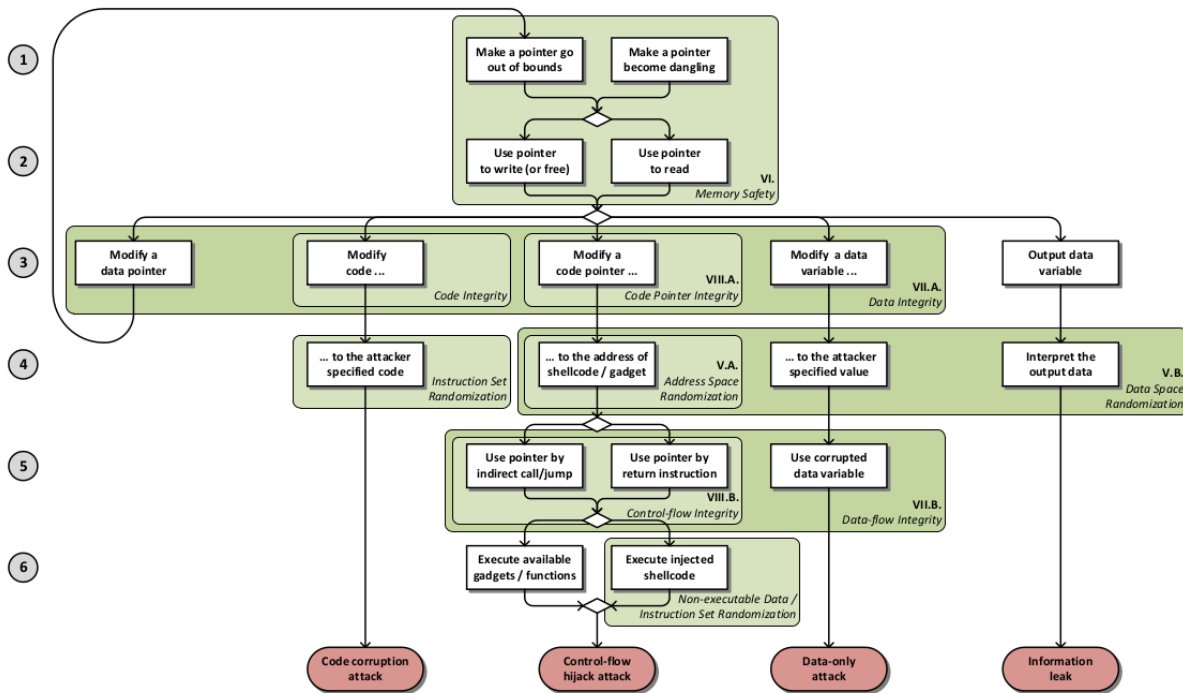 1
Make a pointer go
out of bounds
Make a pointer
become dangling
2
Use pointer
to write (or free)
Use pointer
to read
VI.
Memory Safety
3
Modify a
data pointer
Modify
code ...
Code Integrity
Modify a
code pointer ...
VIII.A.
Code Pointer Integrity
Modify a data
variable ...
VII.A.
Data Integrity
Output data
variable
4
... to the attacker
specified code
Instruction Set
Randomization
... to the address of
shellcode / gadget
V.A.
Address Space
Randomization
... to the attacker
specified value
Interpret the
output data
V.B.
Data Space
Randomization
5
Use pointer by
indirect call/jump
Use pointer by
return instruction
VIII.B.
Control-flow Integrity
Use corrupted
data variable
VII.B.
Data-flow Integrity
6
Execute available
gadgets / functions
Execute injected
shellcode
Non-executable Data /
Instruction Set Randomization
Code corruption
attack
Control-flow
hijack attack
Data-only
attack
Information
leak